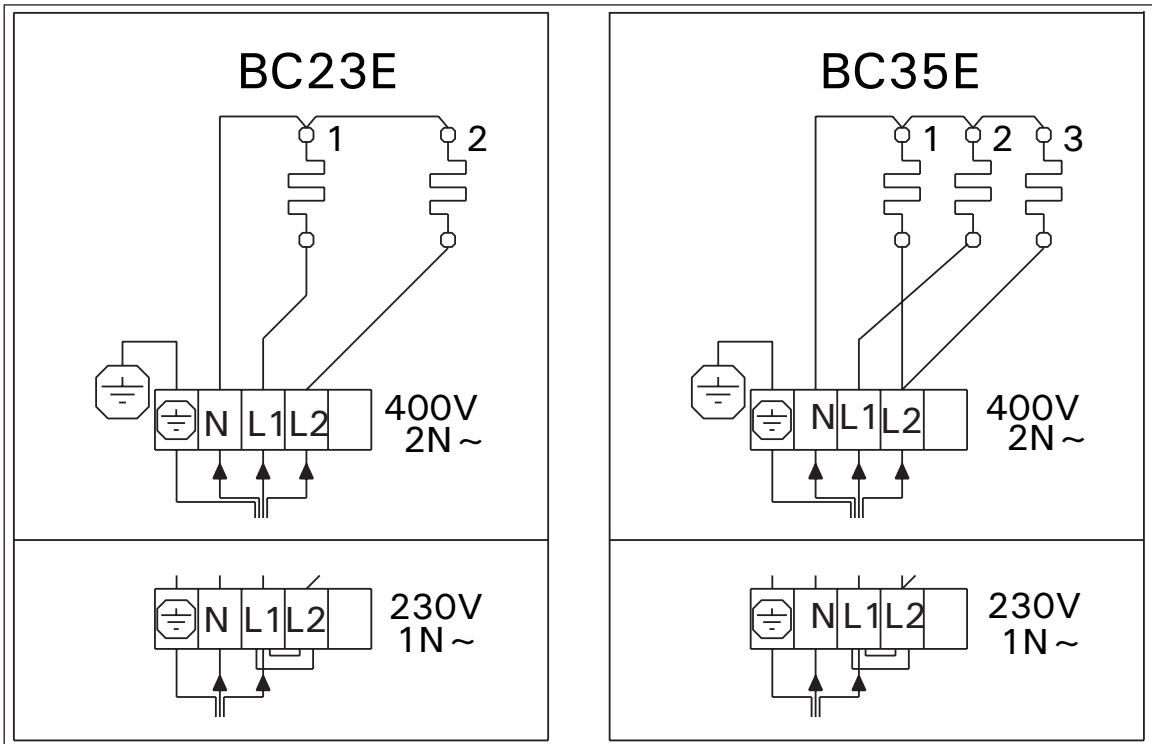 BC23E
1 2
N L1 L2
400V
2N ~
N L1 L2
230V
1N ~
BC35E
1 2 3
N L1 L2
400V
2N ~
N L1 L2
230V
1N ~